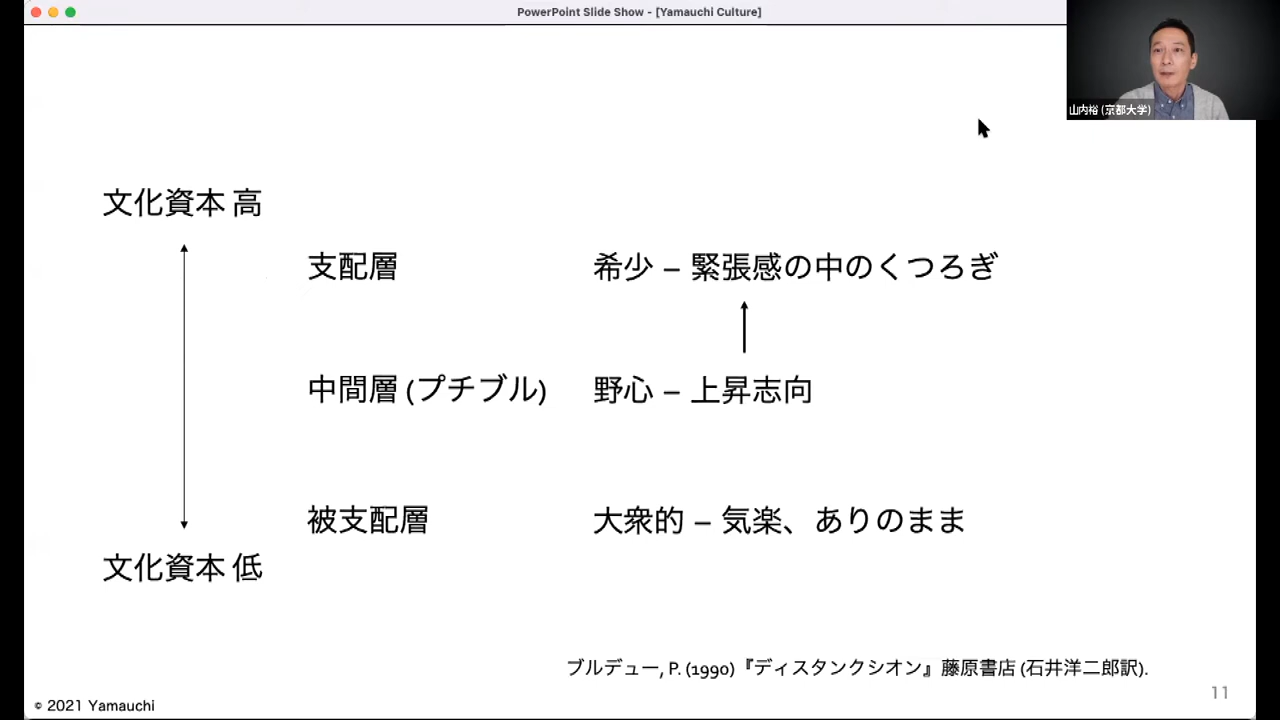 PowerPoint Slide Show - [Yamauchi Culture]
山内裕 (京都大学)
文化資本 高
支配層 希少 – 緊張感の中のくつろぎ
中間層 (プチブル) 野心 – 上昇志向
被支配層 大衆的 – 気楽、ありのまま
文化資本 低
ブルデュー, P. (1990)『ディスタンクシオン』藤原書店 (石井洋二郎訳).
11
© 2021 Yamauchi